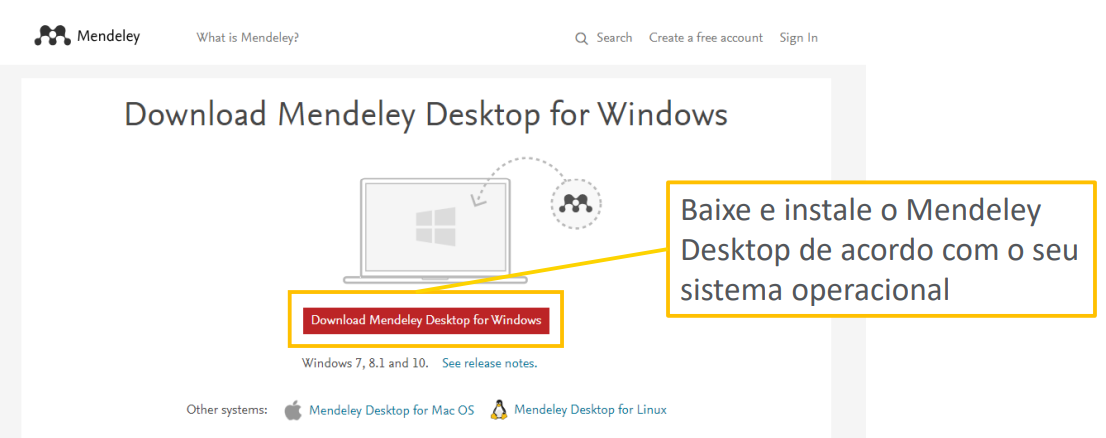 Mendeley What is Mendeley? Search Create a free account Sign In
Download Mendeley Desktop for Windows
Baixe e instale o Mendeley
Desktop de acordo com o seu
sistema operacional
Download Mendeley Desktop for Windows
Windows 7, 8.1 and 10. See release notes.
Other systems: Mendeley Desktop for Mac OS Mendeley Desktop for Linux